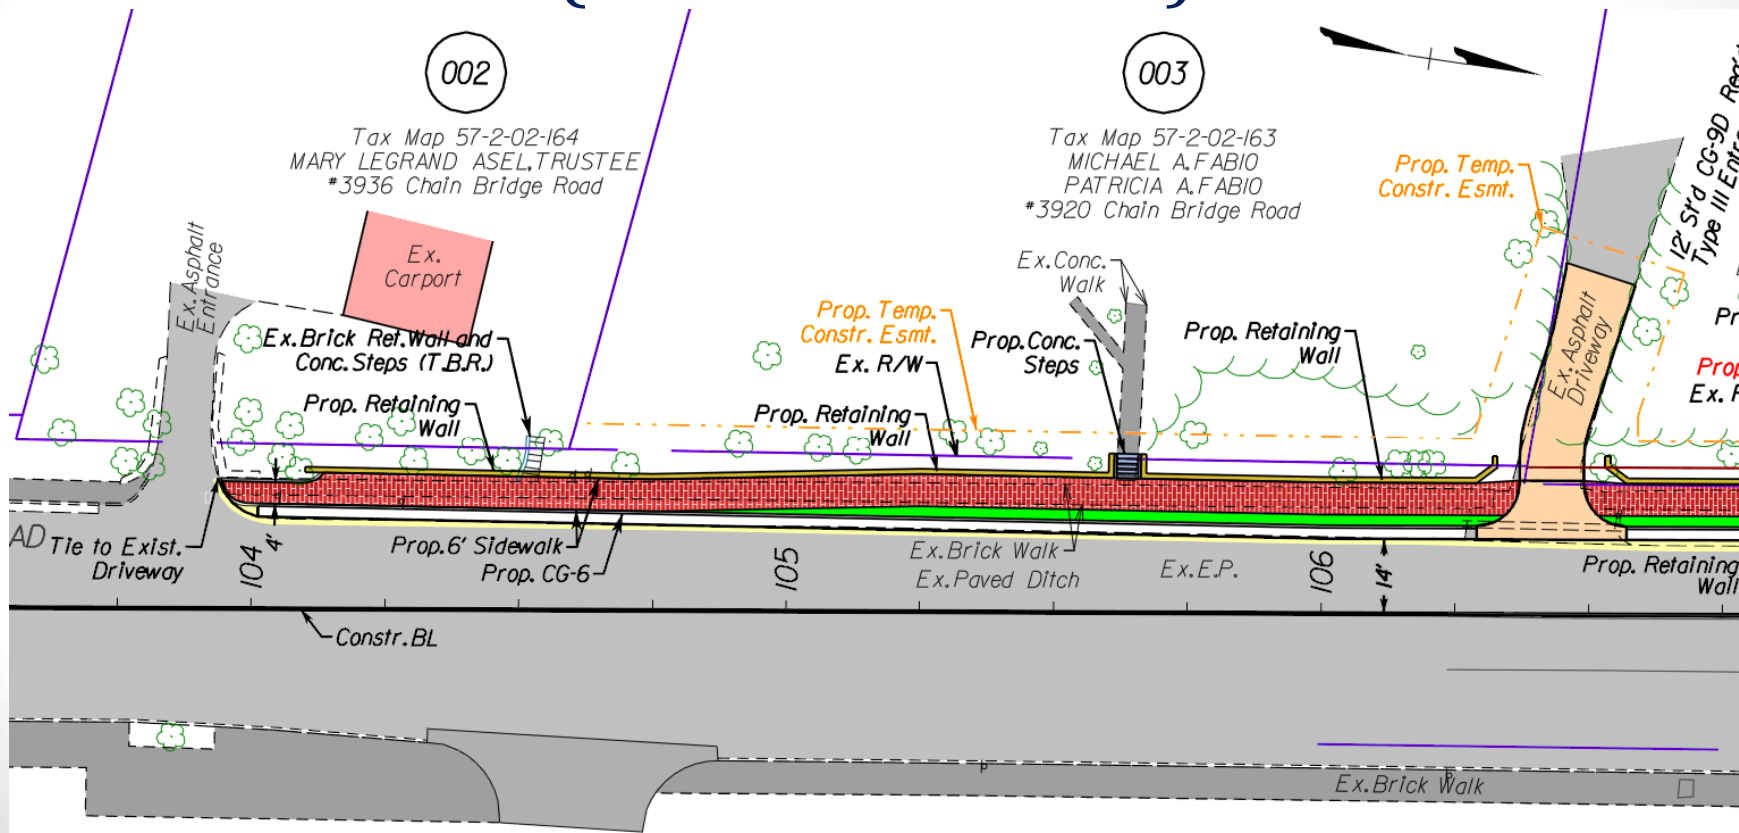 002
Tax Map 57-2-02-164
MARY LEGRAND ASEL, TRUSTEE
#3936 Chain Bridge Road
003
Tax Map 57-2-02-163
MICHAEL A. FABIO
PATRICIA A. FABIO
#3920 Chain Bridge Road
Prop. Temp.
Constr. Esmt.
12' St'd CG-9D
Type III
Ex. Asphalt
Entrance
Ex.
Carport
Ex. Conc.
Walk
Ex. Brick Ret. Wall and
Conc. Steps (T.B.R.)
Prop. Temp.
Constr. Esmt.
Ex. R/W
Prop. Conc.
Steps
Prop. Retaining
Wall
Ex. Asphalt
Driveway
Prop. Retaining
Wall
Prop. Retaining
Wall
Tie to Exist.
Driveway
104
4'
Prop. 6' Sidewalk
Prop. CG-6
105
Ex. Brick Walk
Ex. Paved Ditch
Ex. E.P.
106
14'
Prop. Retaining
Wall
Constr. BL
Ex. Brick Walk